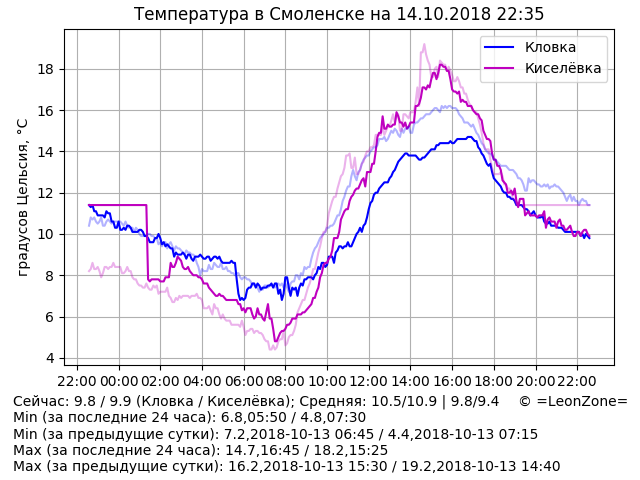 Температура в Смоленске на 14.10.2018 22:35
Кловка
Киселёвка
градусов Цельсия, °C
18
16
14
12
10
8
6
4
22:00 00:00 02:00 04:00 06:00 08:00 10:00 12:00 14:00 16:00 18:00 20:00 22:00
Сейчас: 9.8 / 9.9 (Кловка / Киселёвка); Средняя: 10.5/10.9 | 9.8/9.4 © =LeonZone=
Min (за последние 24 часа): 6.8,05:50 / 4.8,07:30
Min (за предыдущие сутки): 7.2,2018-10-13 06:45 / 4.4,2018-10-13 07:15
Max (за последние 24 часа): 14.7,16:45 / 18.2,15:25
Max (за предыдущие сутки): 16.2,2018-10-13 15:30 / 19.2,2018-10-13 14:40